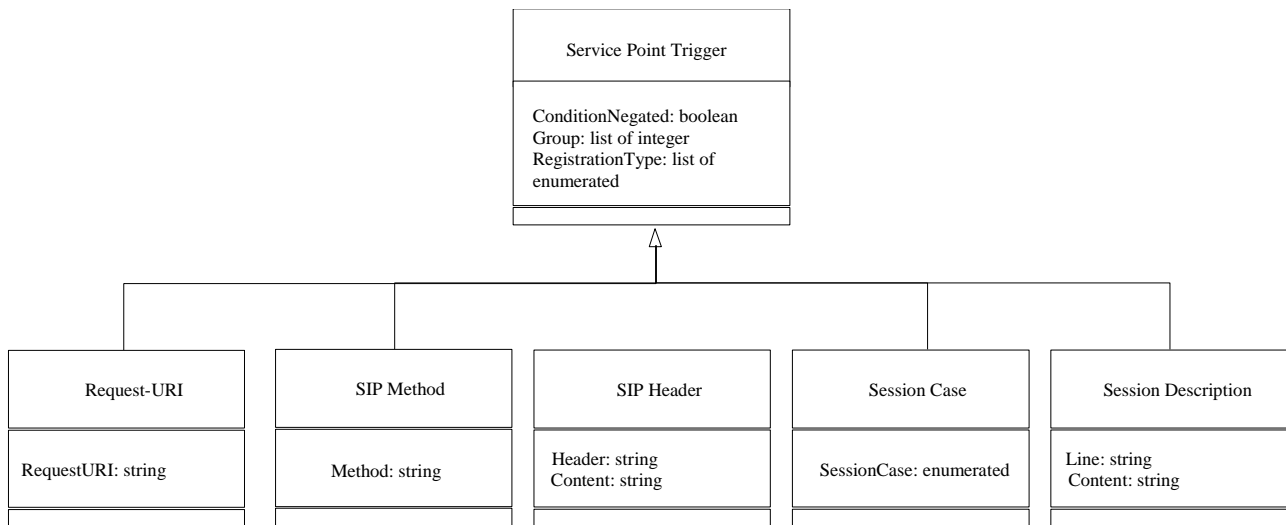 Service Point Trigger
ConditionNegated: boolean
Group: list of integer
RegistrationType: list of
enumerated
Request-URI
RequestURI: string
SIP Method
Method: string
SIP Header
Header: string
Content: string
Session Case
SessionCase: enumerated
Session Description
Line: string
Content: string